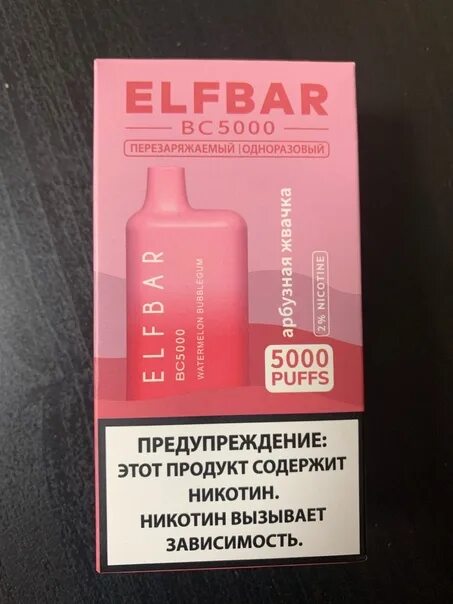 ELFBAR
BC5000
ПЕРЕЗАРЯЖАЕМЫЙ | ОДНОРАЗОВЫЙ
ELFBAR
BC5000
WATERMELON BUBBLEGUM
арбузная жвачка
2% NICOTINE
5000
PUFFS
ПРЕДУПРЕЖДЕНИЕ:
ЭТОТ ПРОДУКТ СОДЕРЖИТ
НИКОТИН.
НИКОТИН ВЫЗЫВАЕТ
ЗАВИСИМОСТЬ.